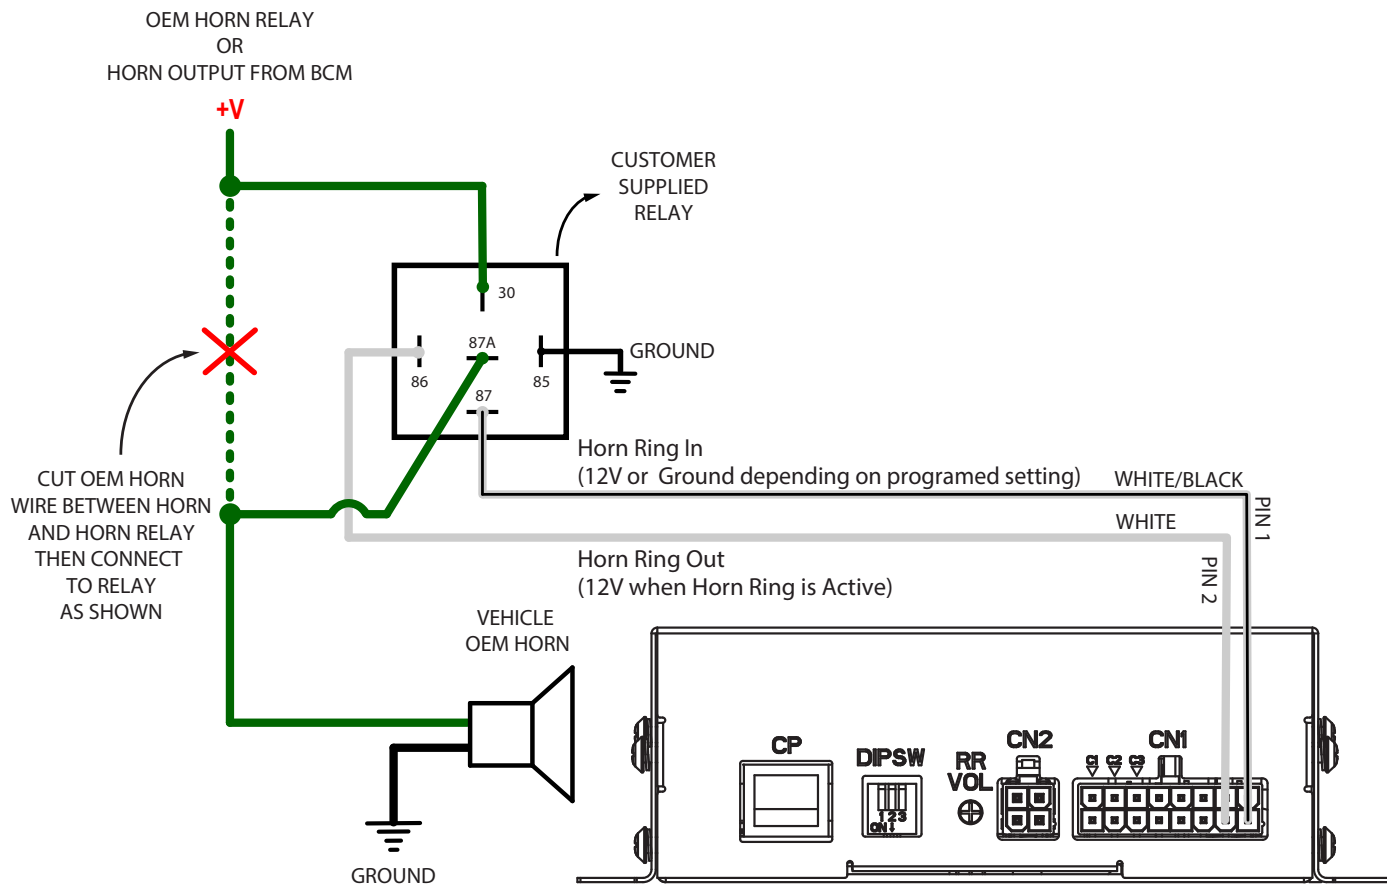 OEM HORN RELAY
OR
HORN OUTPUT FROM BCM
+V
CUSTOMER
SUPPLIED
RELAY
30
87A
GROUND
86
85
87
Horn Ring In
(12V or Ground depending on programed setting)
WHITE/BLACK
PIN 1
CUT OEM HORN
WIRE BETWEEN HORN
AND HORN RELAY
THEN CONNECT
TO RELAY
AS SHOWN
WHITE
Horn Ring Out
(12V when Horn Ring is Active)
PIN 2
VEHICLE
OEM HORN
CP
DIPSW
123
ON
RR
VOL
CN2
CN1
C1
C2
C3
GROUND